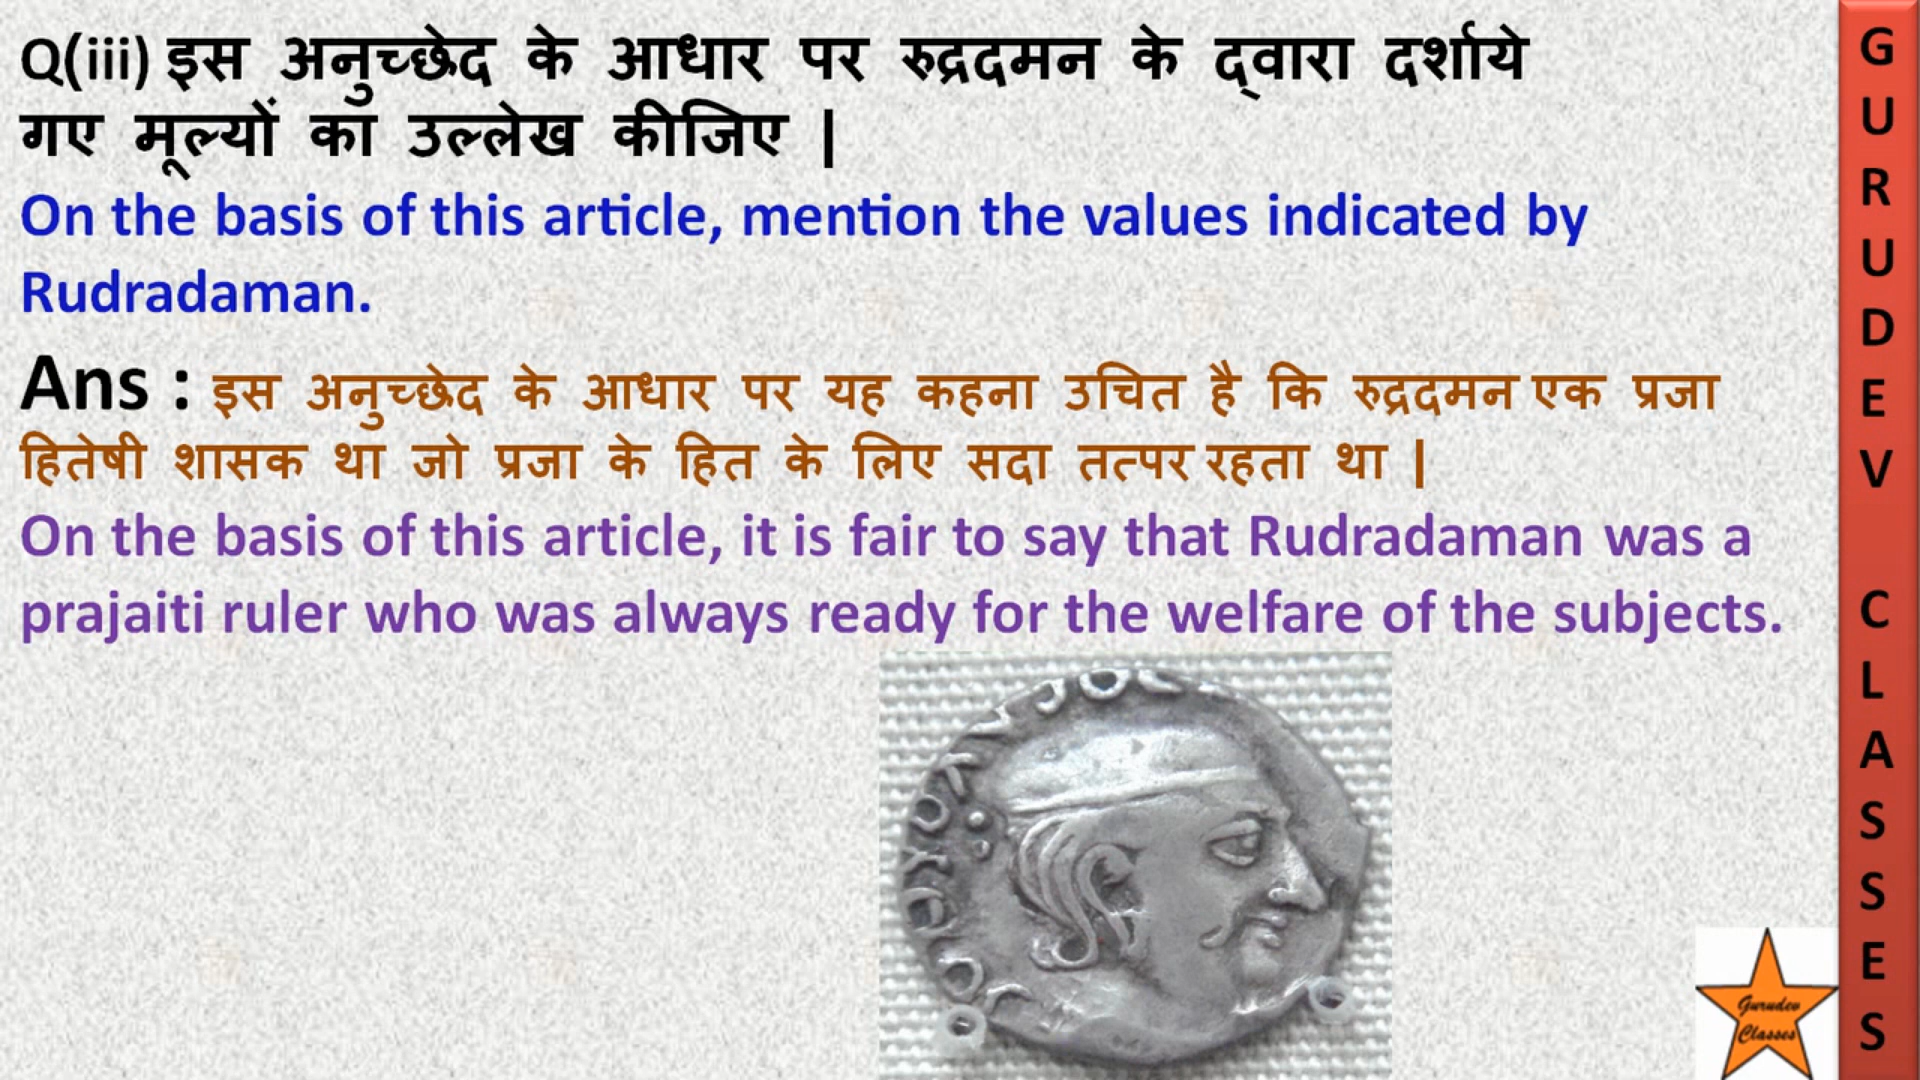 Q(iii) इस अनुच्छेद के आधार पर रुद्रदमन के द्वारा दर्शाये
गए मूल्यों का उल्लेख कीजिए |
On the basis of this article, mention the values indicated by
Rudradaman.
Ans : इस अनुच्छेद के आधार पर यह कहना उचित है कि रुद्रदमन एक प्रजा
हितेषी शासक था जो प्रजा के हित के लिए सदा तत्पर रहता था |
On the basis of this article, it is fair to say that Rudradaman was a
prajaiti ruler who was always ready for the welfare of the subjects.
GURUDEV CLASSES
Gurudev
Classes